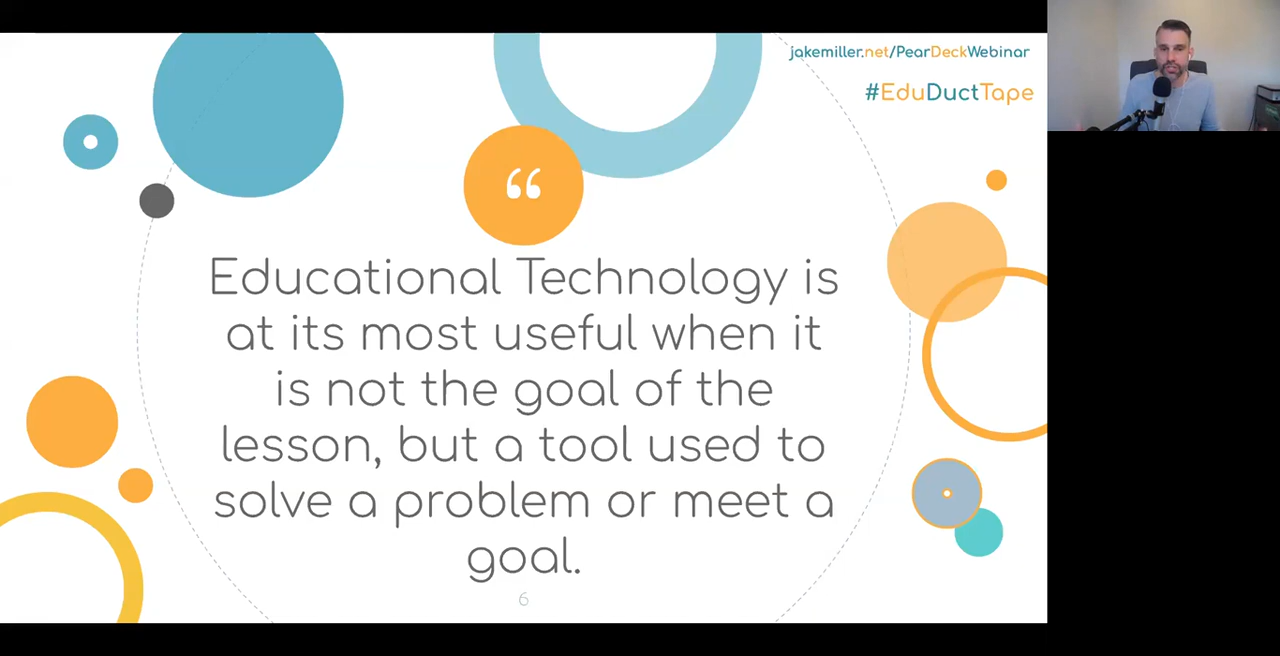 jakemiller.net/PearDeckWebinar
#EduDuctTape
“
Educational Technology is
at its most useful when it
is not the goal of the
lesson, but a tool used to
solve a problem or meet a
goal.
6